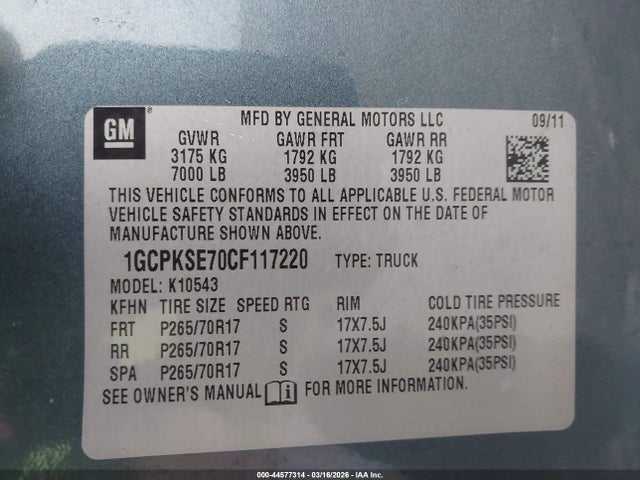 GM
MFD BY GENERAL MOTORS LLC 09/11
GVWR GAWR FRT GAWR RR
3175 KG 1792 KG 1792 KG
7000 LB 3950 LB 3950 LB
THIS VEHICLE CONFORMS TO ALL APPLICABLE U.S. FEDERAL MOTOR
VEHICLE SAFETY STANDARDS IN EFFECT ON THE DATE OF
MANUFACTURE SHOWN ABOVE.
1GCPKSE70CF117220 TYPE: TRUCK
MODEL: K10543
KFHN TIRE SIZE SPEED RTG RIM COLD TIRE PRESSURE
FRT P265/70R17 S 17X7.5J 240KPA(35PSI)
RR P265/70R17 S 17X7.5J 240KPA(35PSI)
SPA P265/70R17 S 17X7.5J 240KPA(35PSI)
SEE OWNER'S MANUAL FOR MORE INFORMATION.
000-44577314 - 03/16/2026 - IAA Inc.